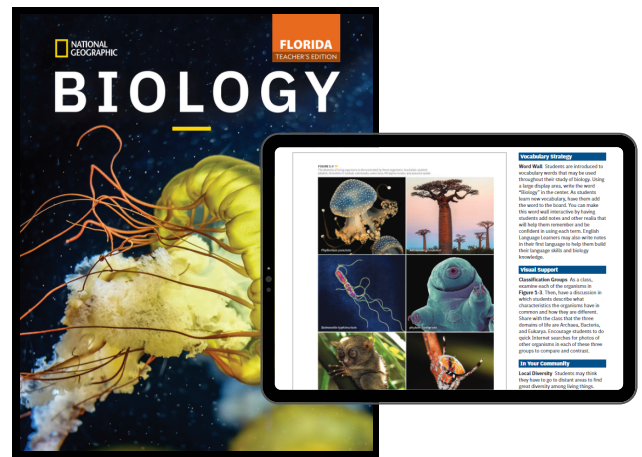 NATIONAL
GEOGRAPHIC
FLORIDA
TEACHER'S EDITION
BIOLOGY
FIGURE 1-3
Phyllorhiza punctata
Salmonella typhimurium
Vocabulary Strategy
Word Wall Students are introduced to
vocabulary words that may be used
throughout their study of biology. Using
a large display area, write the word
"Biology" in the center. As students
learn new vocabulary, have them add
the word to the board. You can make
this word wall interactive by having
students add notes and other realia that
will help them remember and be
confident in using each term. English
Language Learners may also write notes
in their first language to help them build
their language skills and biology
knowledge.
Visual Support
Classification Groups As a class,
examine each of the organisms in
Figure 1-3. Then, have a discussion in
which students describe what
characteristics the organisms have in
common and how they are different.
Share with the class that the three
domains of life are Archaea, Bacteria,
and Eukarya. Encourage students to do
quick Internet searches for photos of
other organisms in each of these three
groups to compare and contrast.
In Your Community
Local Diversity Students may think
they have to go to distant areas to find
great diversity among living things.